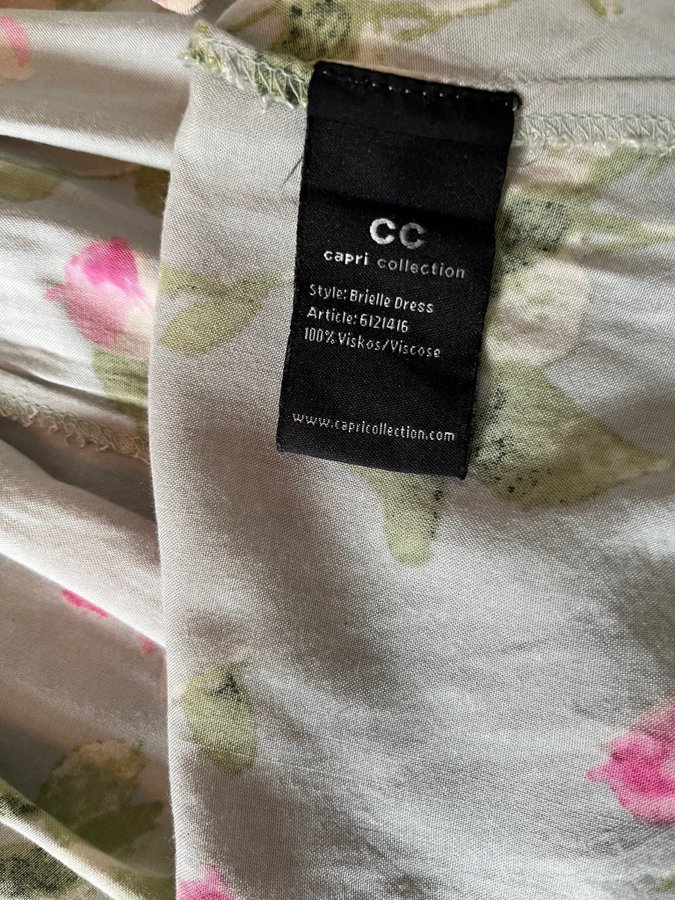 CC
capri collection
Style: Brielle Dress
Article: 6121416
100% Viskos/Viscose
www.capricollection.com